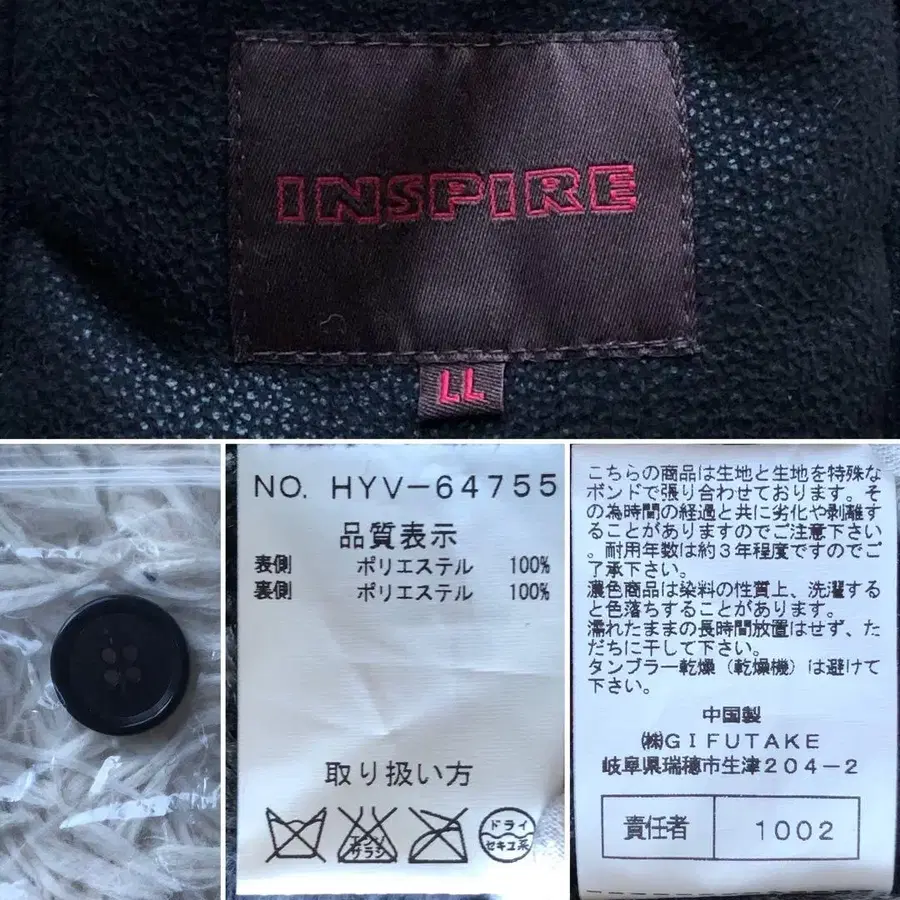 INSPIRE
LL
NO. HYV-64755
品質表示
表側 ポリエステル 100%
裏側 ポリエステル 100%
取り扱い方
エンソ
サラシ
ドライ
セキユ系
こちらの商品は生地と生地を特殊な
ボンドで張り合わせております。そ
の為時間の経過と共に劣化や剥離す
ることがありますのでご注意下さい
。耐用年数は約3年程度ですのでご
了承下さい。
濃色商品は染料の性質上、洗濯する
と色落ちすることがあります。
濡れたままの長時間放置はせず、た
だちに干して下さい。
タンブラー乾燥(乾燥機)は避けて
下さい。
中国製
㈱GIFUTAKE
岐阜県瑞穂市生津204-2
責任者 1002